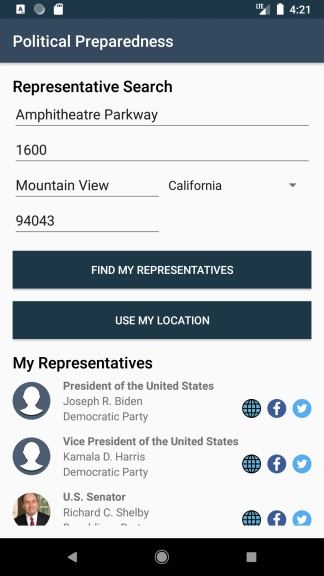 LTE 4:21
Political Preparedness
Representative Search
Amphitheatre Parkway
1600
Mountain View California
94043
FIND MY REPRESENTATIVES
USE MY LOCATION
My Representatives
President of the United States
Joseph R. Biden
Democratic Party
Vice President of the United States
Kamala D. Harris
Democratic Party
U.S. Senator
Richard C. Shelby